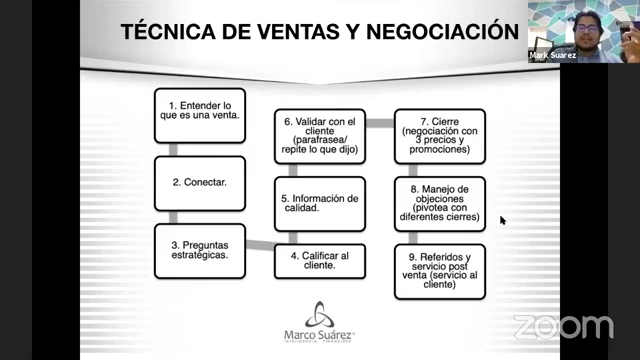 TÉCNICA DE VENTAS Y NEGOCIACIÓN
Mark Suarez
1. Entender lo
que es una venta.
2. Conectar.
3. Preguntas
estratégicas.
4. Calificar al
cliente.
5. Información de
calidad.
6. Validar con el
cliente
(parafrasea/
repite lo que dijo)
7. Cierre
(negociación con
3 precios y
promociones)
8. Manejo de
objeciones
(pivotea con
diferentes cierres)
9. Referidos y
servicio post
venta (servicio al
cliente)
Marco Suárez®
INTELIGENCIA FINANCIERA
zoom